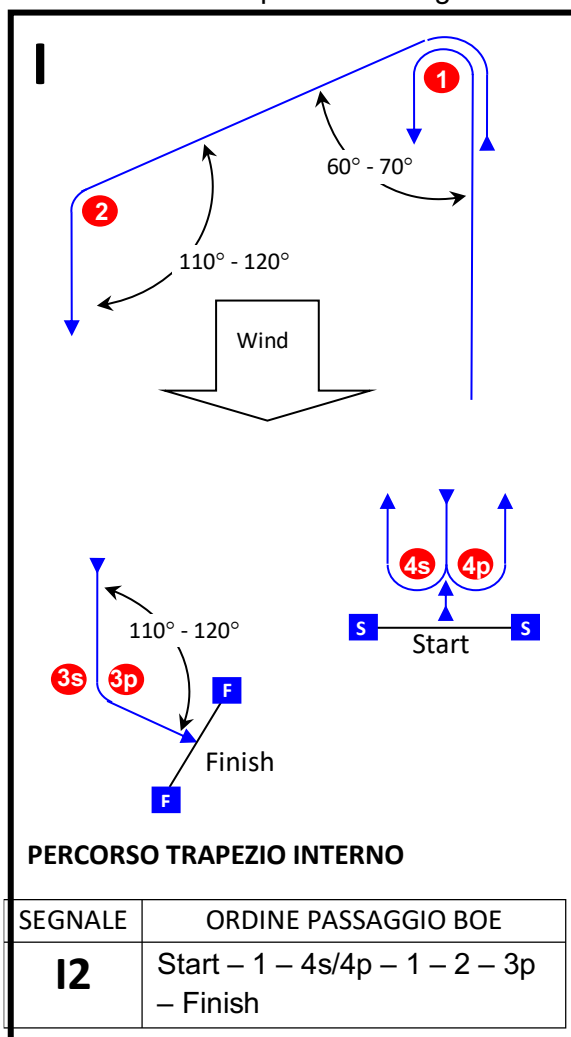 I
1
60° - 70°
2
110° - 120°
Wind
4s
4p
S
S
Start
110° - 120°
3s
3p
F
Finish
F
PERCORSO TRAPEZIO INTERNO
SEGNALE
ORDINE PASSAGGIO BOE
I2
Start – 1 – 4s/4p – 1 – 2 – 3p
– Finish